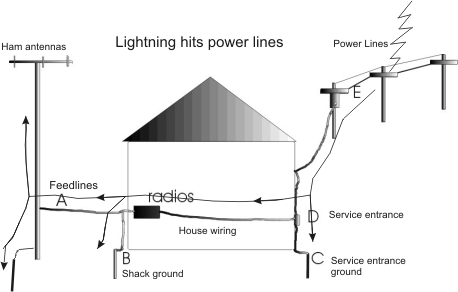 Lightning hits power lines
Ham antennas
Power Lines
E
Feedlines
A
radios
D
Service entrance
House wiring
B
Shack ground
C
Service entrance
ground